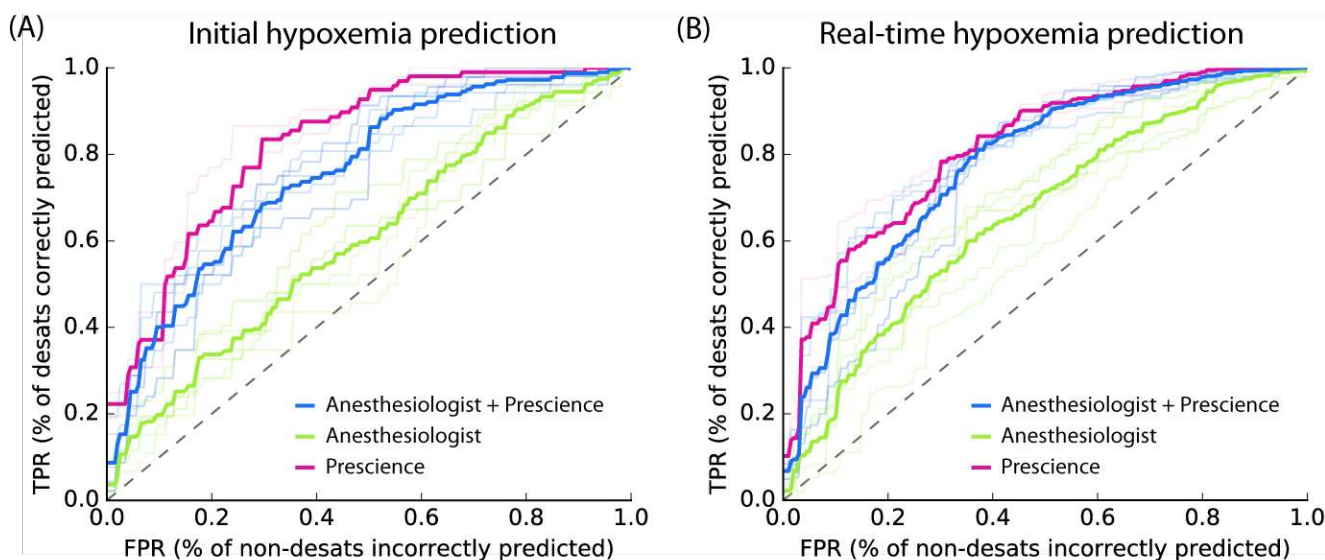 (A)
Initial hypoxemia prediction
1.0
0.8
0.6
0.4
0.2
0.0
TPR (% of desats correctly predicted)
Anesthesiologist + Prescience
Anesthesiologist
Prescience
0.0 0.2 0.4 0.6 0.8 1.0
FPR (% of non-desats incorrectly predicted)
(B)
Real-time hypoxemia prediction
1.0
0.8
0.6
0.4
0.2
0.0
TPR (% of desats correctly predicted)
Anesthesiologist + Prescience
Anesthesiologist
Prescience
0.0 0.2 0.4 0.6 0.8 1.0
FPR (% of non-desats incorrectly predicted)